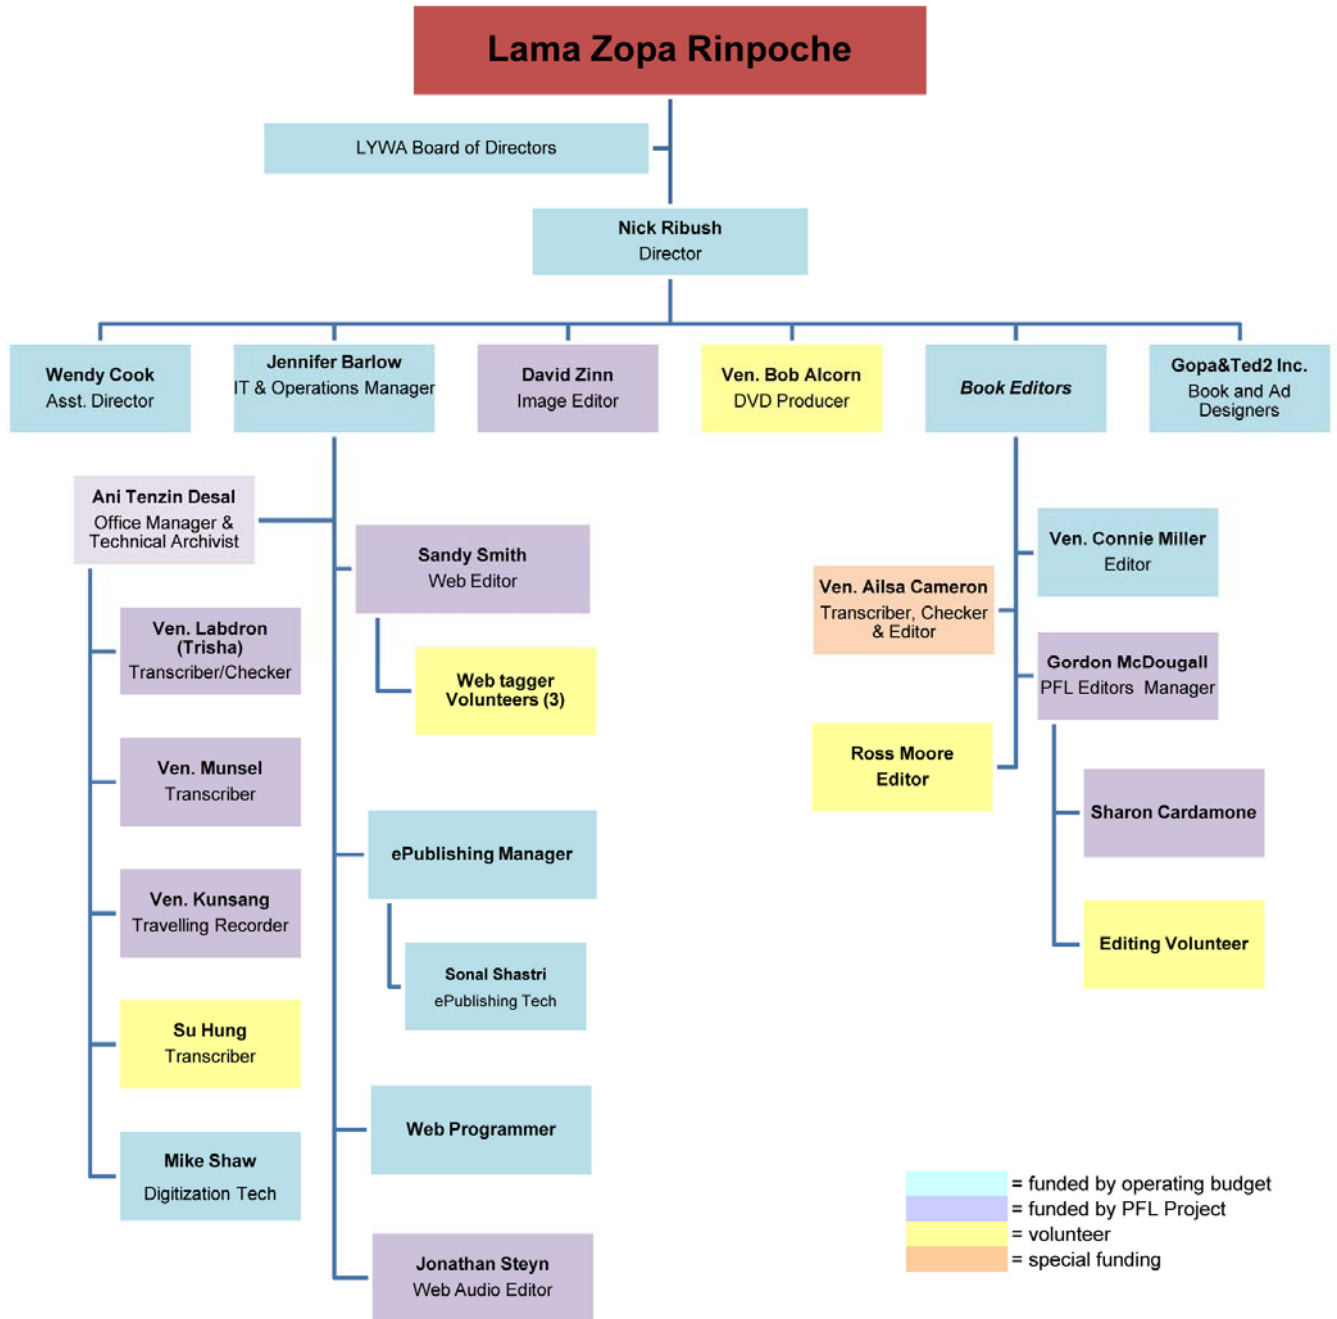 Lama Zopa Rinpoche
LYWA Board of Directors
Nick Ribush
Director
Wendy Cook
Asst. Director
Jennifer Barlow
IT & Operations Manager
David Zinn
Image Editor
Ven. Bob Alcorn
DVD Producer
Book Editors
Gopa&Ted2 Inc.
Book and Ad
Designers
Ani Tenzin Desal
Office Manager &
Technical Archivist
Ven. Labdron
(Trisha)
Transcriber/Checker
Ven. Munsel
Transcriber
Ven. Kunsang
Travelling Recorder
Su Hung
Transcriber
Mike Shaw
Digitization Tech
Sandy Smith
Web Editor
Web tagger
Volunteers (3)
ePublishing Manager
Sonal Shastri
ePublishing Tech
Web Programmer
Jonathan Steyn
Web Audio Editor
Ven. Connie Miller
Editor
Ven. Ailsa Cameron
Transcriber, Checker
& Editor
Gordon McDougall
PFL Editors  Manager
Ross Moore
Editor
Sharon Cardamone
Editing Volunteer
= funded by operating budget
= funded by PFL Project
= volunteer
= special funding